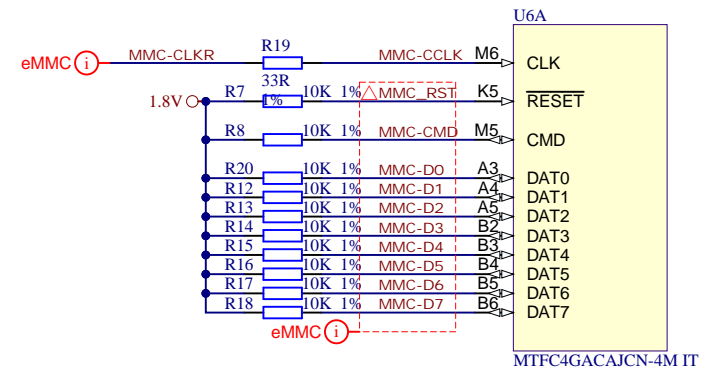 U6A
R19
MMC-CLKR MMC-CCLK M6 CLK
eMMC i
33R
1%
R7 10K 1% MMC_RST K5 RESET
1.8V
R8 10K 1% MMC-CMD M5 CMD
R20 10K 1% MMC-D0 A3 DAT0
R12 10K 1% MMC-D1 A4 DAT1
R13 10K 1% MMC-D2 A5 DAT2
R14 10K 1% MMC-D3 B2 DAT3
R15 10K 1% MMC-D4 B3 DAT4
R16 10K 1% MMC-D5 B4 DAT5
R17 10K 1% MMC-D6 B5 DAT6
R18 10K 1% MMC-D7 B6 DAT7
eMMC i
MTFC4GACAJCN-4M IT